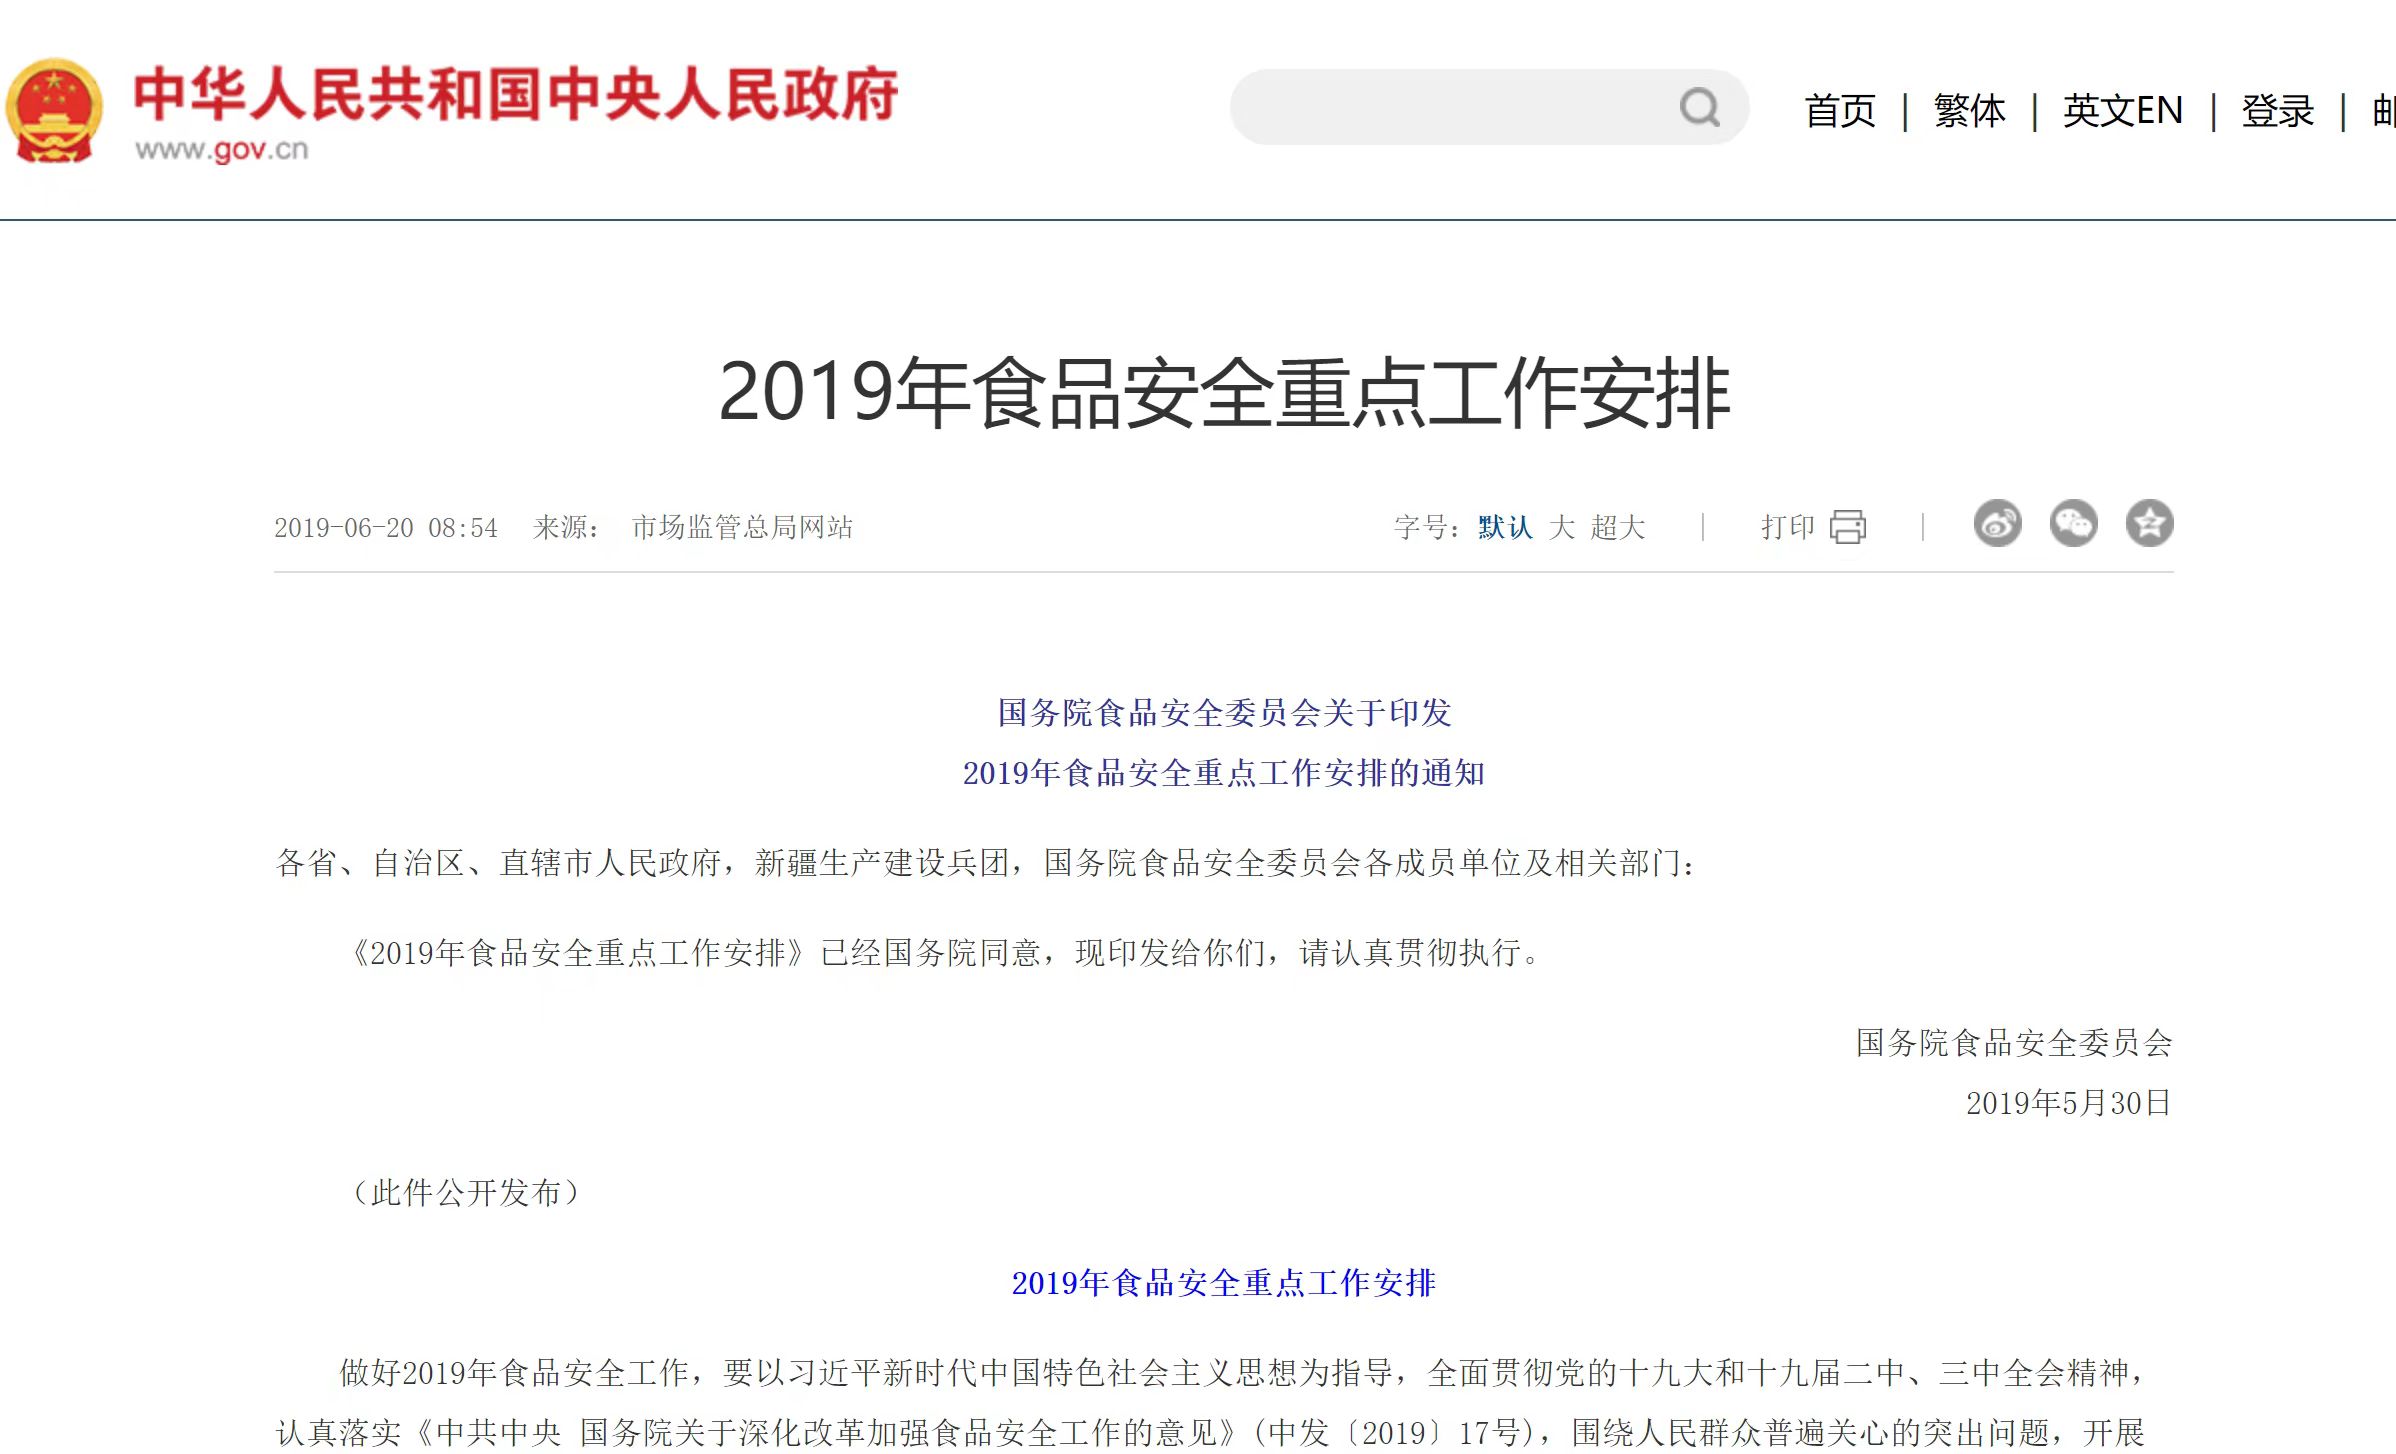 中华人民共和国中央人民政府
www.gov.cn
首页 | 繁体 | 英文EN | 登录 |
2019年食品安全重点工作安排
2019-06-20 08:54 来源： 市场监管总局网站
字号：默认 大 超大 | 打印 |
国务院食品安全委员会关于印发
2019年食品安全重点工作安排的通知
各省、自治区、直辖市人民政府，新疆生产建设兵团，国务院食品安全委员会各成员单位及相关部门：
《2019年食品安全重点工作安排》已经国务院同意，现印发给你们，请认真贯彻执行。
国务院食品安全委员会
2019年5月30日
（此件公开发布）
2019年食品安全重点工作安排
做好2019年食品安全工作，要以习近平新时代中国特色社会主义思想为指导，全面贯彻党的十九大和十九届二中、三中全会精神，
认真落实《中共中央 国务院关于深化改革加强食品安全工作的意见》(中发〔2019〕17号)，围绕人民群众普遍关心的突出问题，开展